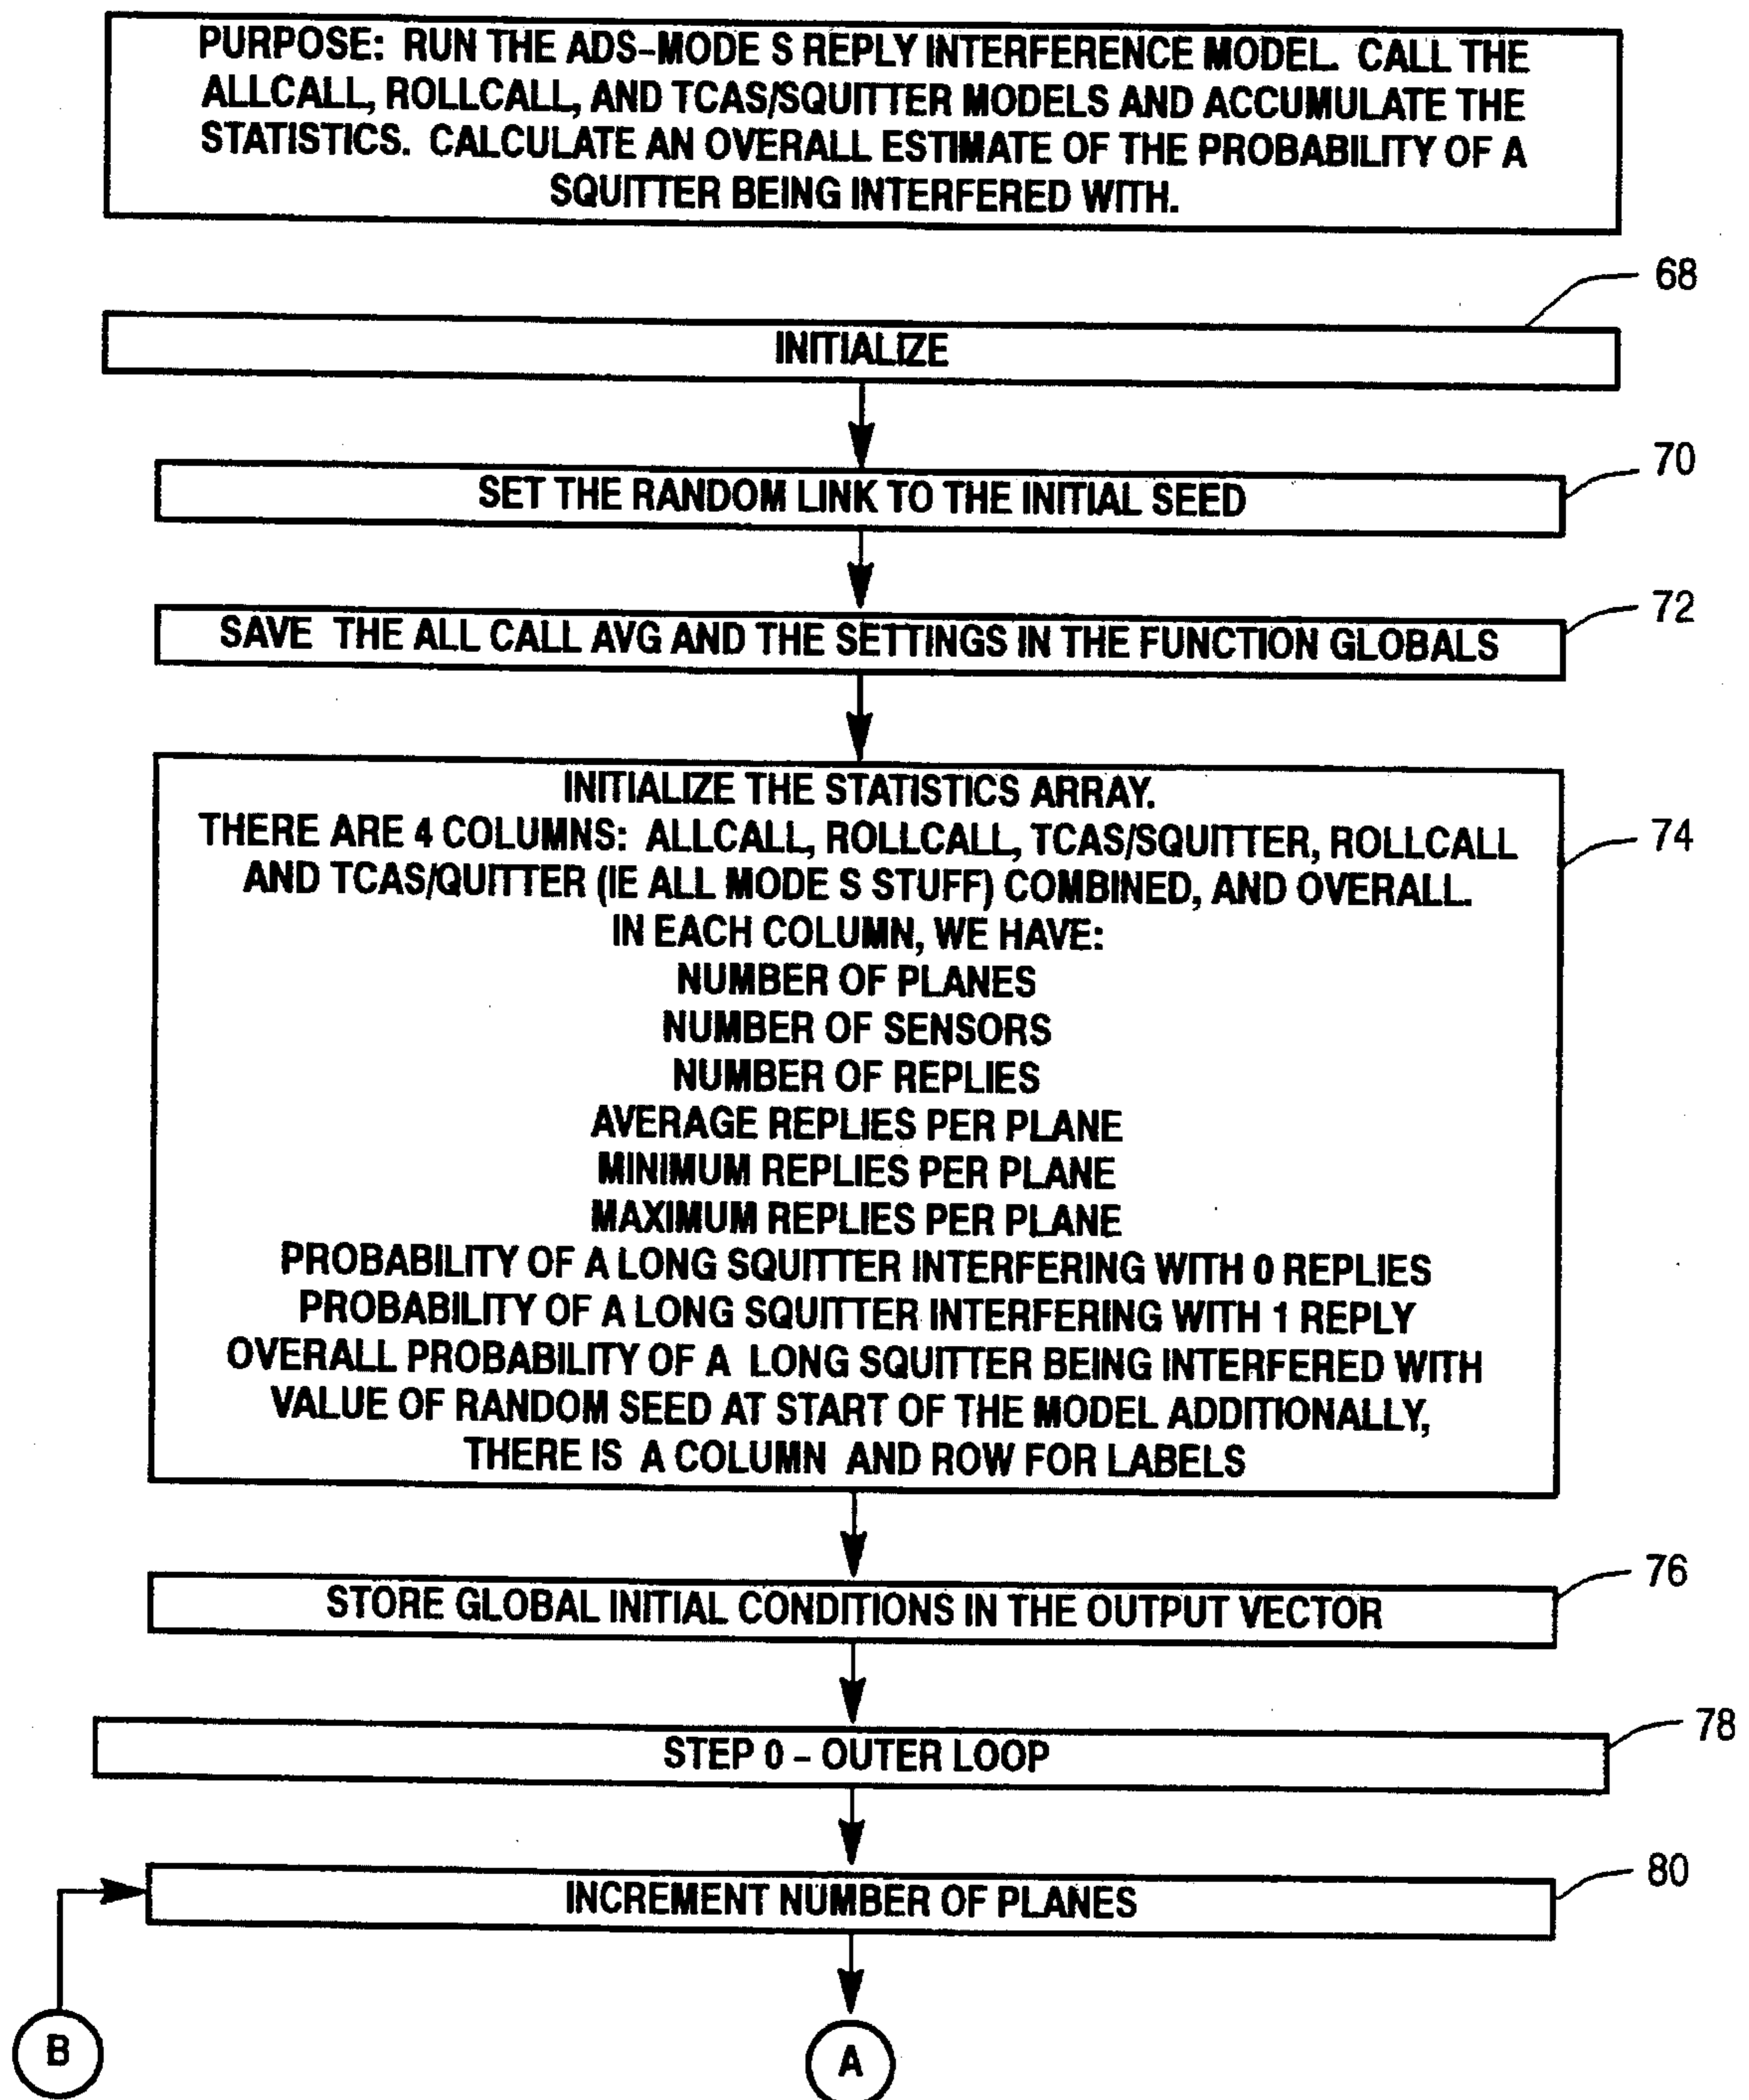 PURPOSE: RUN THE ADS-MODE S REPLY INTERFERENCE MODEL. CALL THE
ALLCALL, ROLLCALL, AND TCAS/SQUITTER MODELS AND ACCUMULATE THE
STATISTICS. CALCULATE AN OVERALL ESTIMATE OF THE PROBABILITY OF A
SQUITTER BEING INTERFERED WITH.
68
INITIALIZE
70
SET THE RANDOM LINK TO THE INITIAL SEED
72
SAVE THE ALL CALL AVG AND THE SETTINGS IN THE FUNCTION GLOBALS
INITIALIZE THE STATISTICS ARRAY.
THERE ARE 4 COLUMNS: ALLCALL, ROLLCALL, TCAS/SQUITTER, ROLLCALL
74
AND TCAS/QUITTER (IE ALL MODE S STUFF) COMBINED, AND OVERALL.
IN EACH COLUMN, WE HAVE:
NUMBER OF PLANES
NUMBER OF SENSORS
NUMBER OF REPLIES
AVERAGE REPLIES PER PLANE
MINIMUM REPLIES PER PLANE
MAXIMUM REPLIES PER PLANE
PROBABILITY OF A LONG SQUITTER INTERFERING WITH 0 REPLIES
PROBABILITY OF A LONG SQUITTER INTERFERING WITH 1 REPLY
OVERALL PROBABILITY OF A LONG SQUITTER BEING INTERFERED WITH
VALUE OF RANDOM SEED AT START OF THE MODEL ADDITIONALLY,
THERE IS A COLUMN AND ROW FOR LABELS
76
STORE GLOBAL INITIAL CONDITIONS IN THE OUTPUT VECTOR
78
STEP 0 - OUTER LOOP
80
INCREMENT NUMBER OF PLANES
B
A